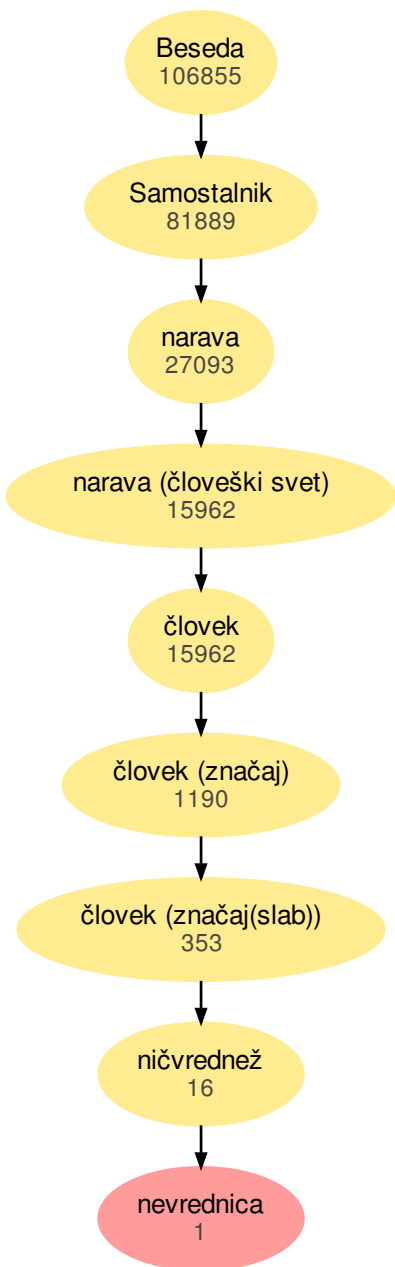 Beseda
106855
Samostalnik
81889
narava
27093
narava (človeški svet)
15962
človek
15962
človek (značaj)
1190
človek (značaj(slab))
353
ničvrednež
16
nevrednica
1